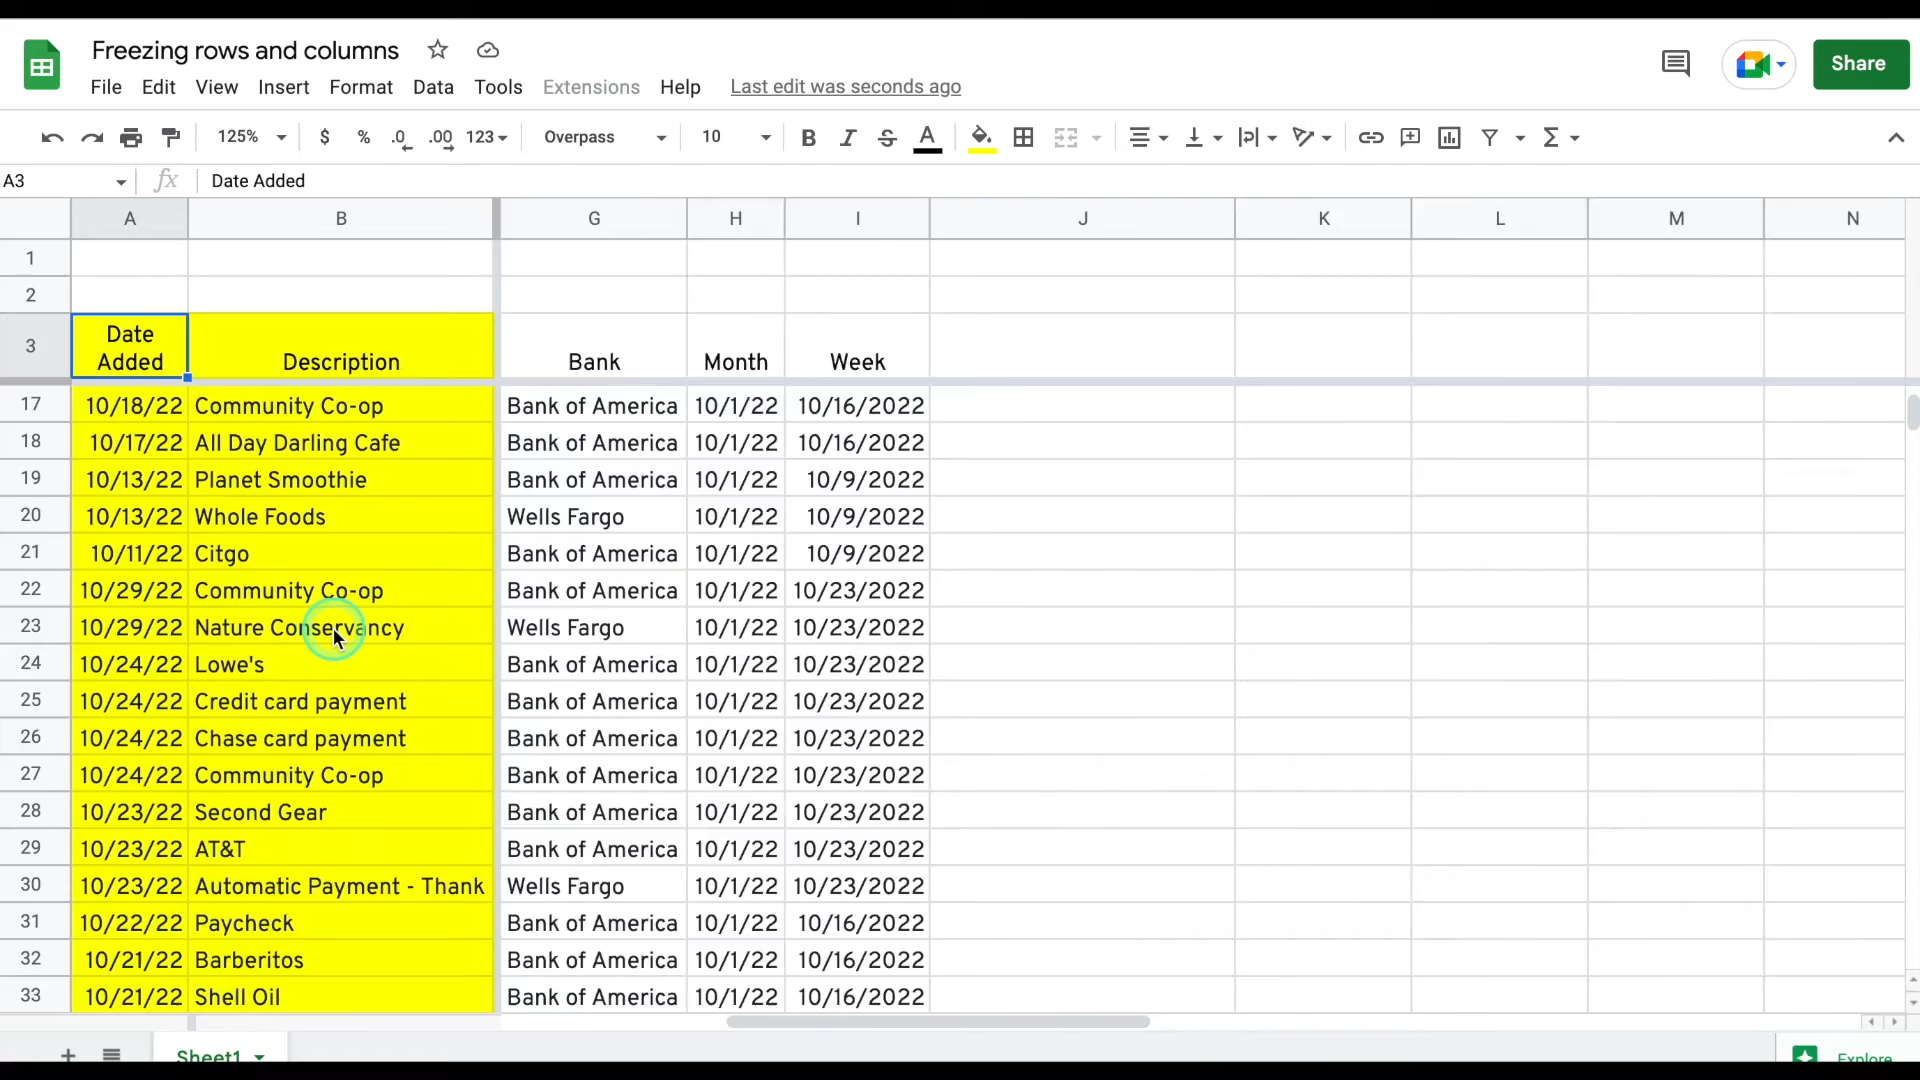 Freezing rows and columns
File Edit View Insert Format Data Tools Extensions Help Last edit was seconds ago
Share
125% $ % .0 .00 123 Overpass 10 B I S A Σ
A3 fx Date Added
A B G H I J K L M N
1
2
3 Date Added Description Bank Month Week
17 10/18/22 Community Co-op Bank of America 10/1/22 10/16/2022
18 10/17/22 All Day Darling Cafe Bank of America 10/1/22 10/16/2022
19 10/13/22 Planet Smoothie Bank of America 10/1/22 10/9/2022
20 10/13/22 Whole Foods Wells Fargo 10/1/22 10/9/2022
21 10/11/22 Citgo Bank of America 10/1/22 10/9/2022
22 10/29/22 Community Co-op Bank of America 10/1/22 10/23/2022
23 10/29/22 Nature Conservancy Wells Fargo 10/1/22 10/23/2022
24 10/24/22 Lowe's Bank of America 10/1/22 10/23/2022
25 10/24/22 Credit card payment Bank of America 10/1/22 10/23/2022
26 10/24/22 Chase card payment Bank of America 10/1/22 10/23/2022
27 10/24/22 Community Co-op Bank of America 10/1/22 10/23/2022
28 10/23/22 Second Gear Bank of America 10/1/22 10/23/2022
29 10/23/22 AT&T Bank of America 10/1/22 10/23/2022
30 10/23/22 Automatic Payment - Thank Wells Fargo 10/1/22 10/23/2022
31 10/22/22 Paycheck Bank of America 10/1/22 10/16/2022
32 10/21/22 Barberitos Bank of America 10/1/22 10/16/2022
33 10/21/22 Shell Oil Bank of America 10/1/22 10/16/2022
Sheet1 Explore